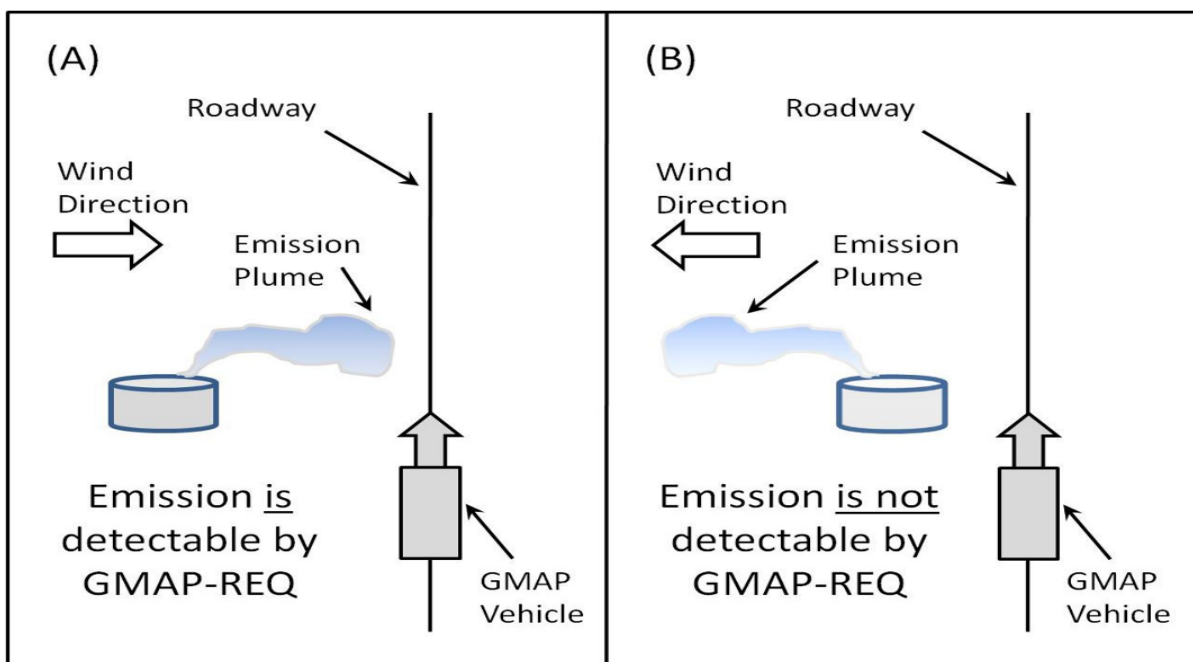 (A)
Roadway
Wind
Direction
Emission
Plume
Emission is
detectable by
GMAP-REQ
GMAP
Vehicle
(B)
Roadway
Wind
Direction
Emission
Plume
Emission is not
detectable by
GMAP-REQ
GMAP
Vehicle